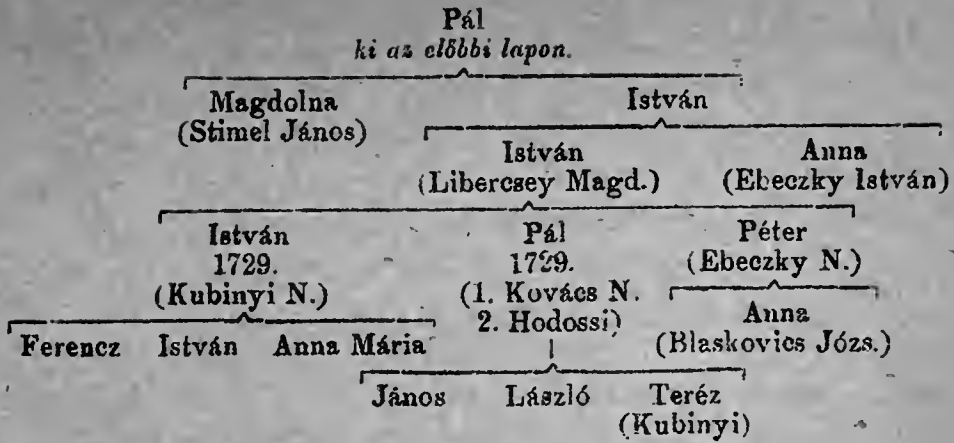 Pál
ki az előbbi lapon.
Magdolna István
(Stimel János)
István Anna
(Libercsey Magd.) (Ebeczky István)
István Pál Péter
1729. 1729. (Ebeczky N.)
(Kubinyi N.) (1. Kovács N.
2. Hodossi) Anna
Ferencz István Anna Mária (Blaskovics Józs.)
János László Teréz
(Kubinyi)